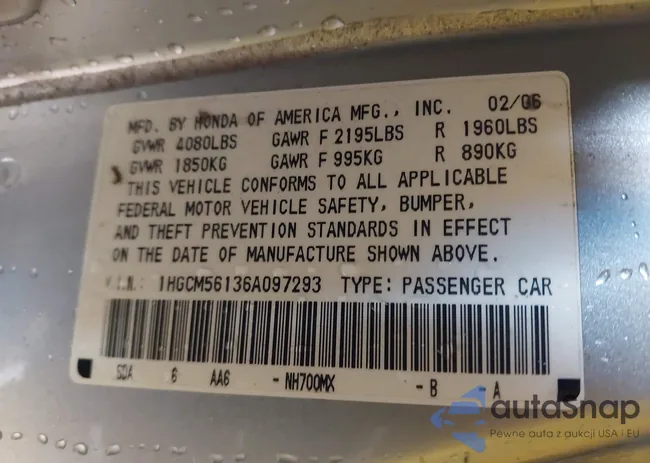 MFD. BY HONDA OF AMERICA MFG., INC. 02/06
GVWR 4080LBS GAWR F 2195LBS R 1960LBS
GVWR 1850KG GAWR F 995KG R 890KG
THIS VEHICLE CONFORMS TO ALL APPLICABLE
FEDERAL MOTOR VEHICLE SAFETY, BUMPER,
AND THEFT PREVENTION STANDARDS IN EFFECT
ON THE DATE OF MANUFACTURE SHOWN ABOVE.
V.I.N.: 1HGCM56136A097293 TYPE: PASSENGER CAR
SDA 6 AA6 -NH700MX -B -A
autasnap
Pewne auta z aukcji USA i EU